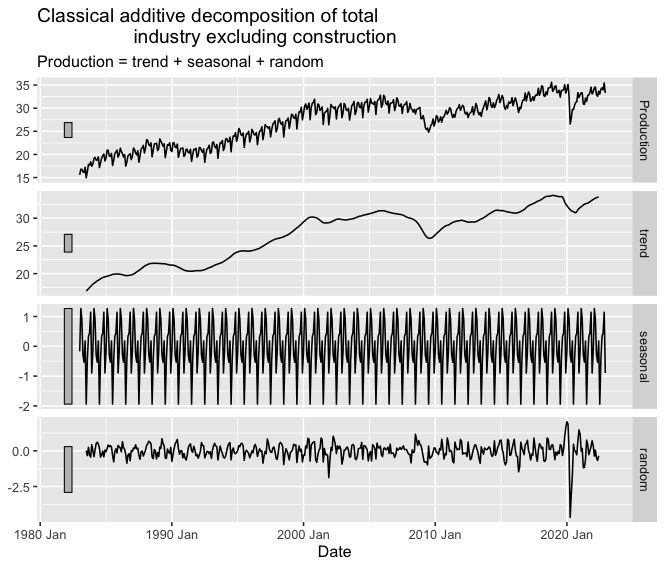 Classical additive decomposition of total
industry excluding construction
Production = trend + seasonal + random
35
30
25
20
15
Production
30
25
20
trend
1
0
-1
-2
seasonal
0.0
-2.5
random
1980 Jan 1990 Jan 2000 Jan 2010 Jan 2020 Jan
Date